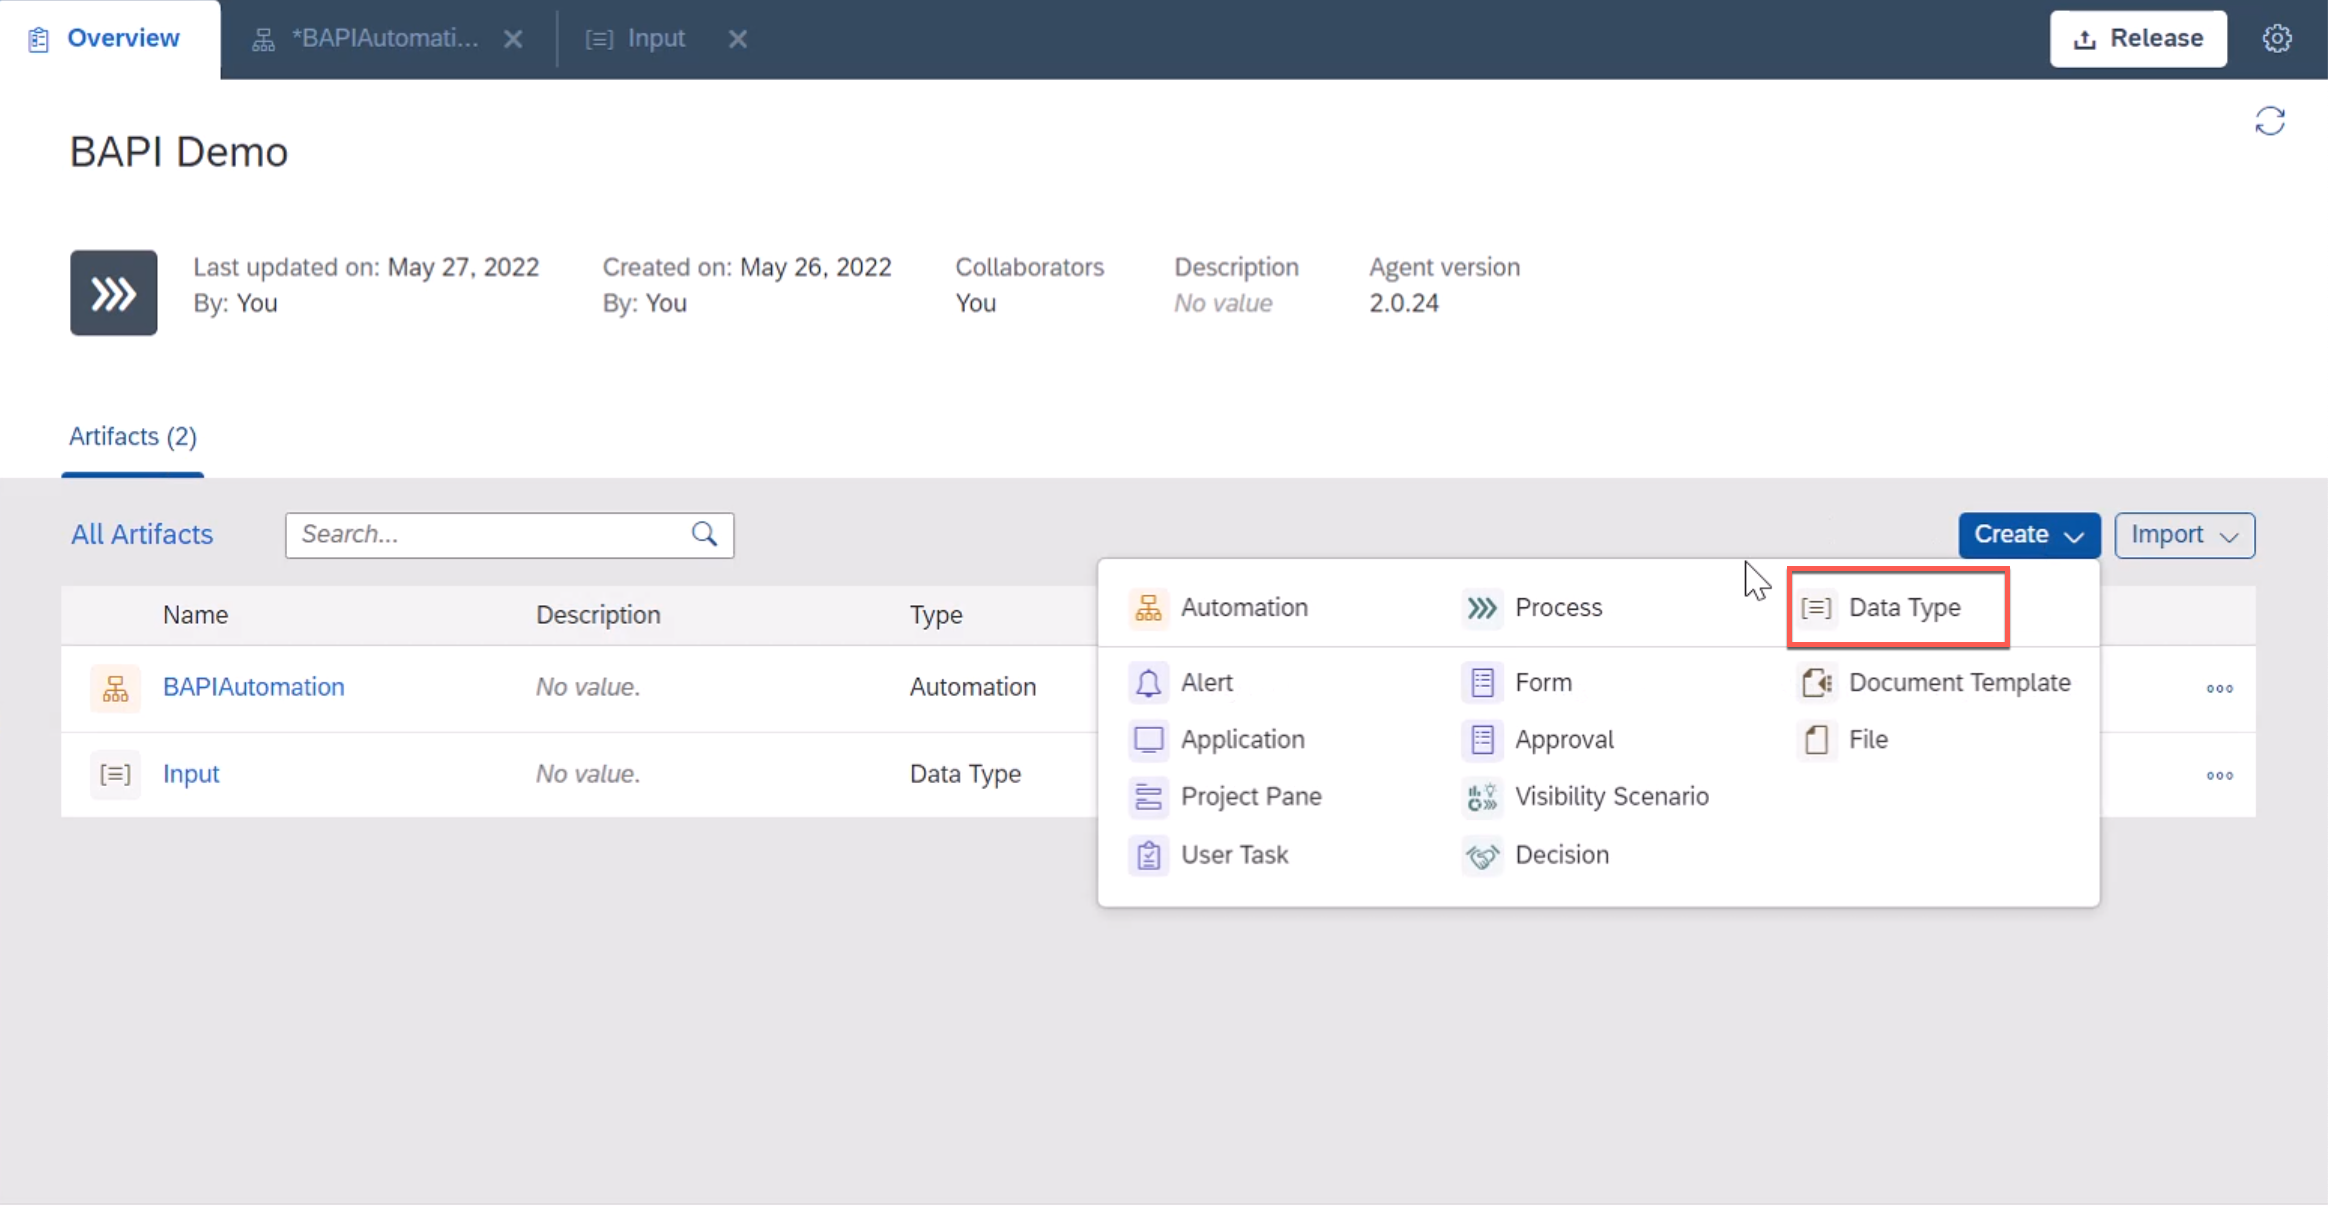 Overview
*BAPIAutomati...
Input
Release
BAPI Demo
Last updated on: May 27, 2022
By: You
Created on: May 26, 2022
By: You
Collaborators
You
Description
No value
Agent version
2.0.24
Artifacts (2)
All Artifacts
Search...
Create
Import
Name
Description
Type
BAPIAutomation
No value.
Automation
Input
No value.
Data Type
Automation
Process
Data Type
Alert
Form
Document Template
Application
Approval
File
Project Pane
Visibility Scenario
User Task
Decision